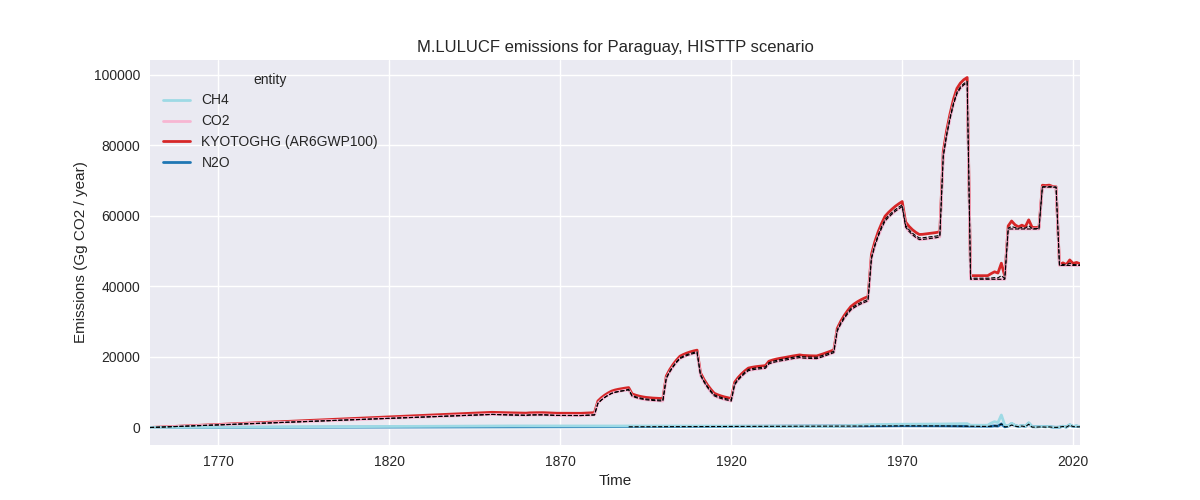 M.LULUCF emissions for Paraguay, HISTTP scenario
Emissions (Gg CO2 / year)
100000
80000
60000
40000
20000
0
entity
CH4
CO2
KYOTOGHG (AR6GWP100)
N2O
1770
1820
1870
1920
1970
2020
Time